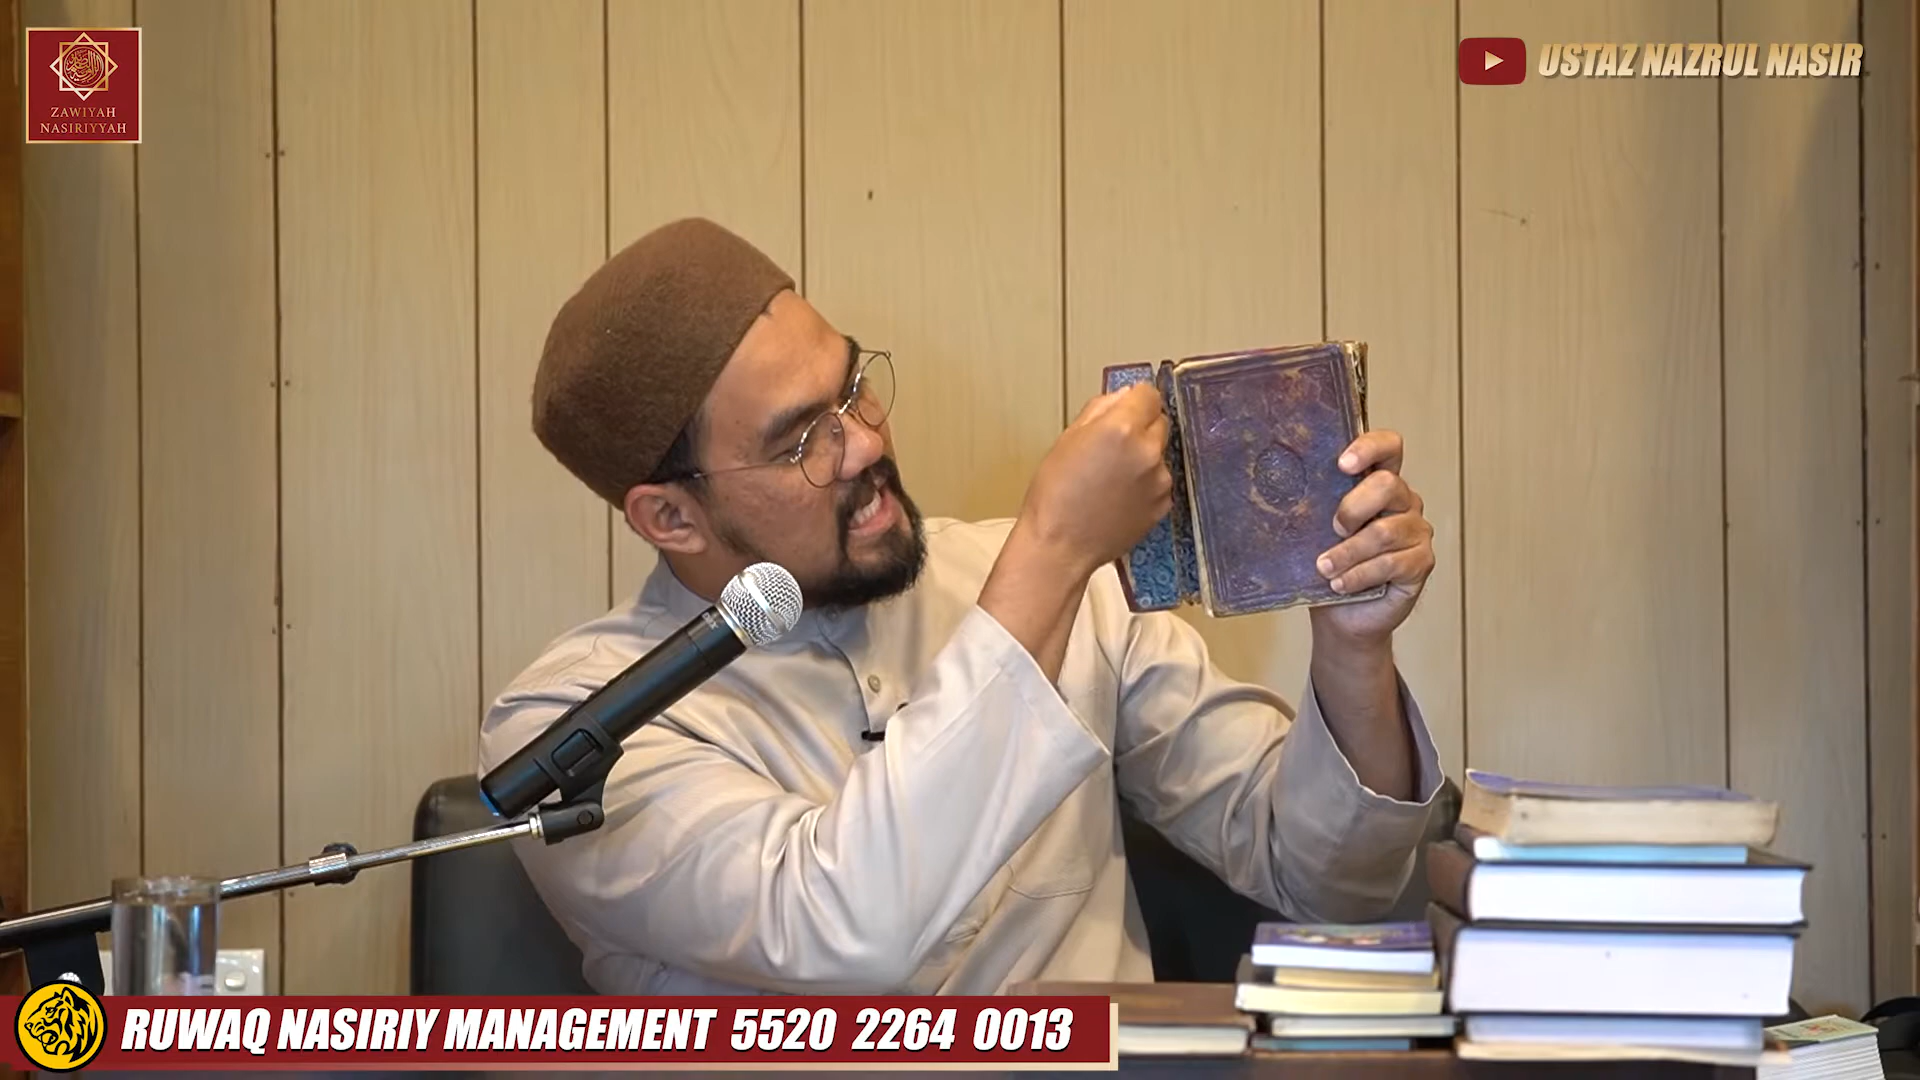 ZAWIYAH
NASIRIYYAH
USTAZ NAZRUL NASIR
RUWAQ NASIRIY MANAGEMENT 5520 2264 0013